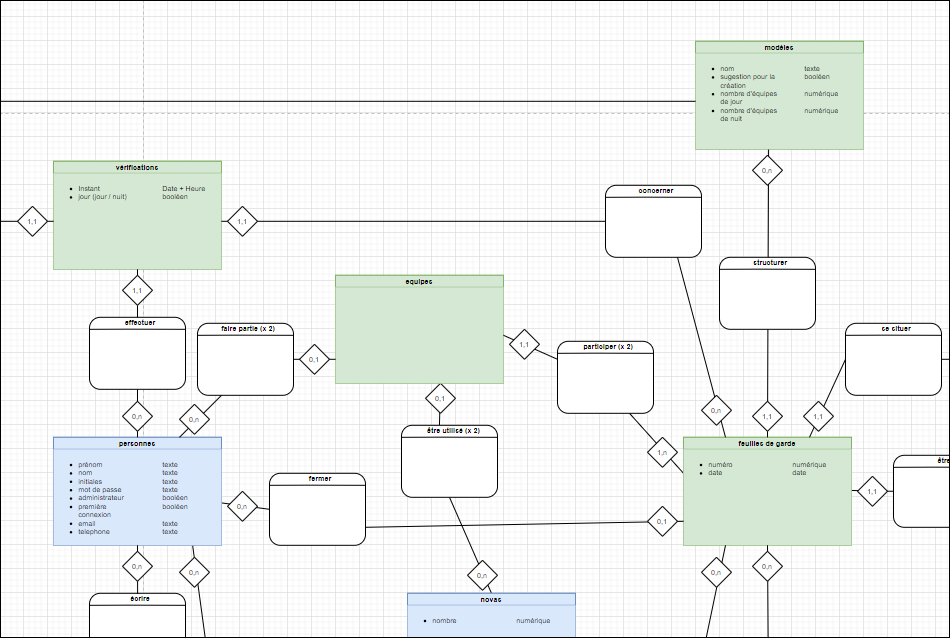 modèles
nom texte
sugestion pour la booléen
création
nombre d'équipes numérique
de jour
nombre d'équipes numérique
de nuit
0,n
vérifications
Instant Date + Heure
jour (jour / nuit) booléen
1,1
1,1
1,1
concerner
structurer
equipes
effectuer
faire partie (x 2)
0,1
1,1
participer (x 2)
se situer
0,n
0,n
0,1
0,n
1,1
1,1
être utilisé (x 2)
personnes
prénom texte
nom texte
initiales texte
mot de passe texte
administrateur booléen
première booléen
connexion
email texte
telephone texte
feuilles de garde
numéro numérique
date date
1,n
être
1,1
fermer
0,n
0,1
0,n
0,n
0,n
0,n
0,n
écrire
novas
nombre numérique